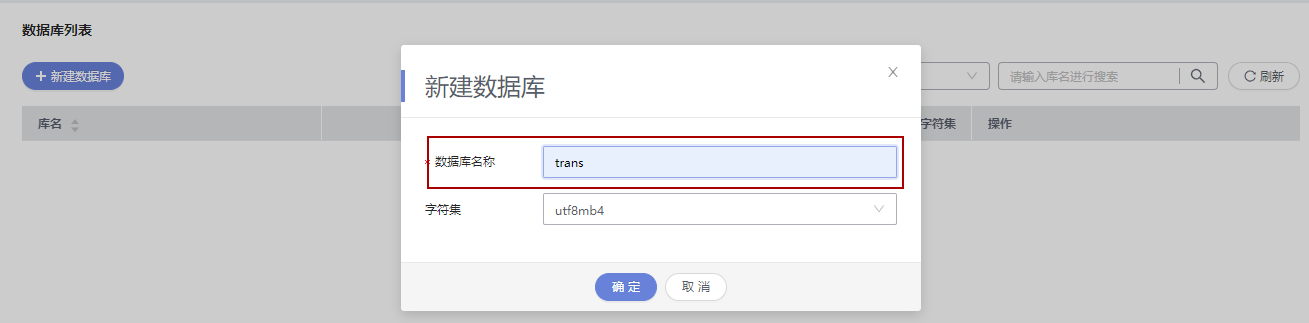 数据库列表
+ 新建数据库
请输入库名进行搜索
刷新
库名
字符集
操作
新建数据库
* 数据库名称
trans
字符集
utf8mb4
确 定
取 消